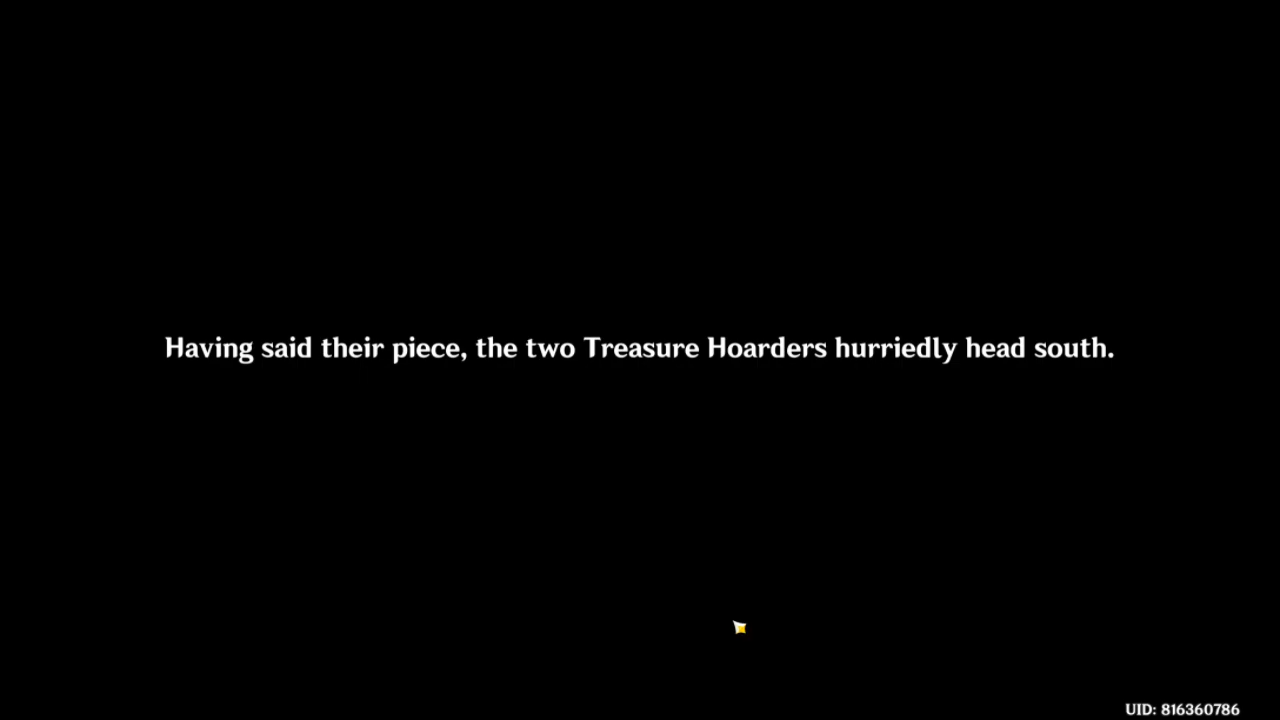 Having said their piece, the two Treasure Hoarders hurriedly head south.
UID: 816360786